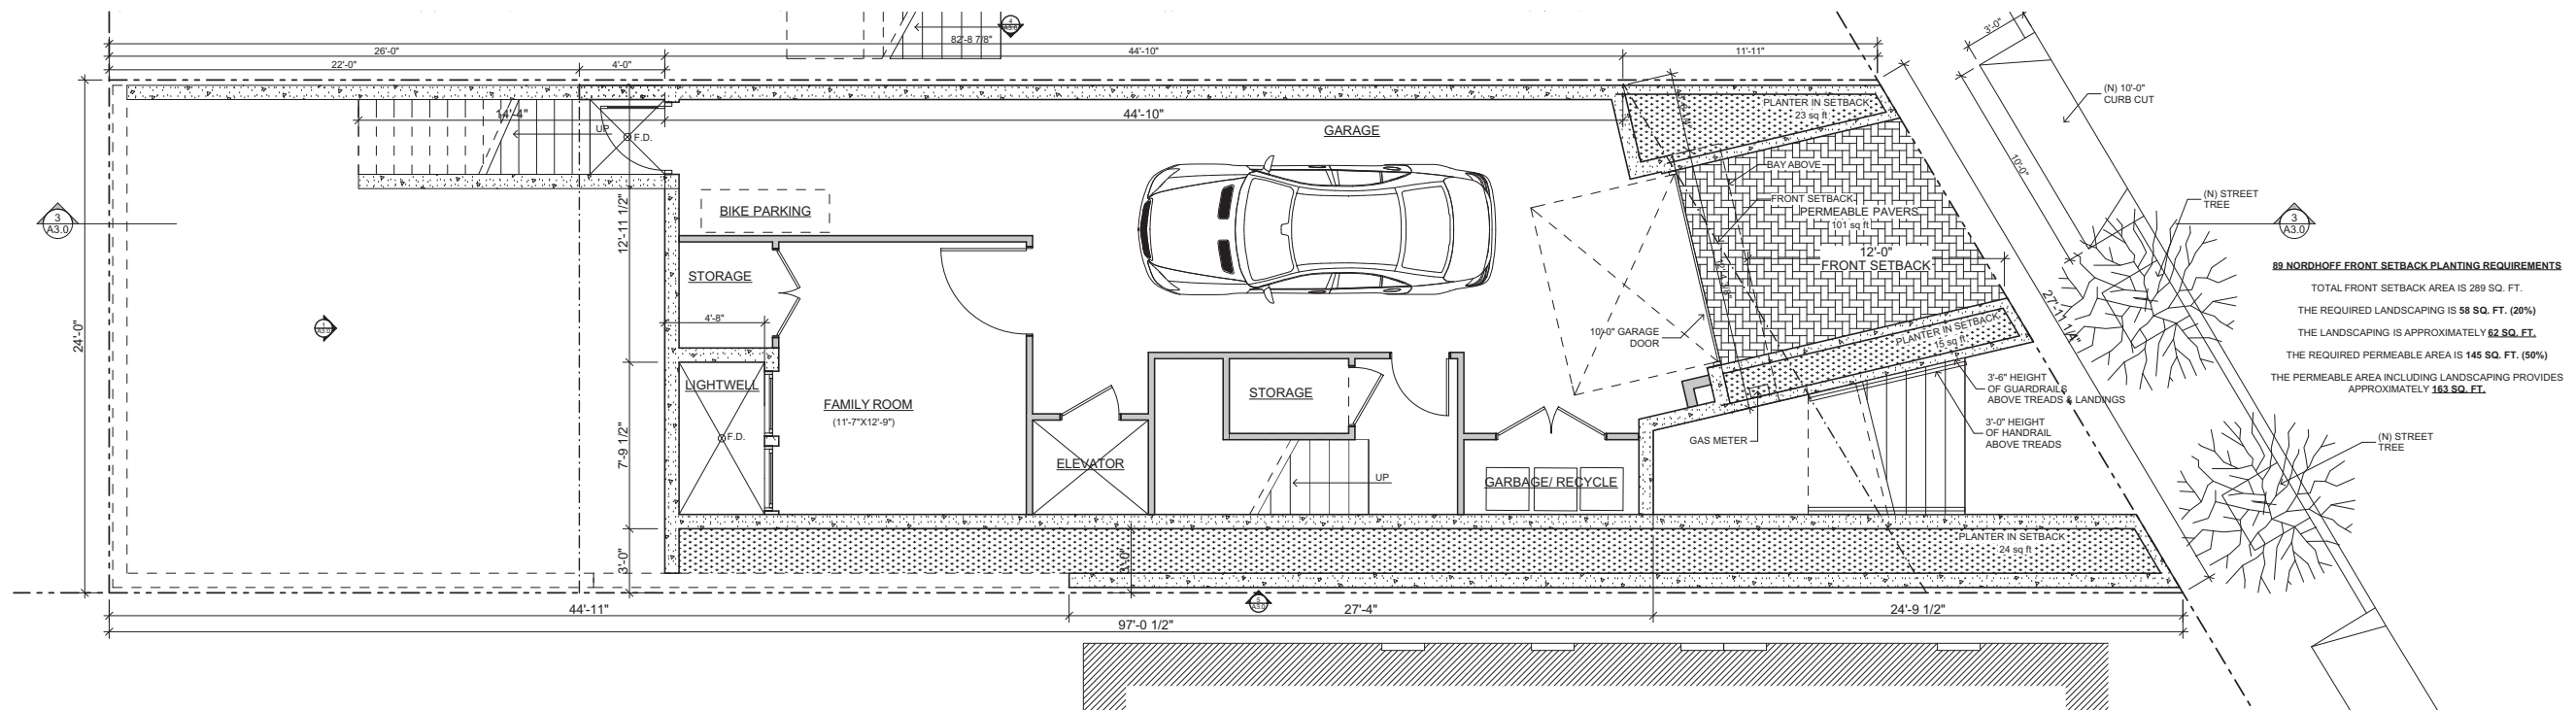 4
A3.0
82'-8 7/8"
26'-0"
44'-10"
11'-11"
22'-0"
4'-0"
3'-0"
(N) 10'-0"
CURB CUT
10'-0"
PLANTER IN SETBACK
23 sq ft
14'-4"
UP
F.D.
44'-10"
GARAGE
BAY ABOVE
FRONT SETBACK
PERMEABLE PAVERS
101 sq ft
12'-0"
FRONT SETBACK
(N) STREET
TREE
3
A3.0
3
A3.0
BIKE PARKING
12'-11 1/2"
STORAGE
4'-8"
24'-0"
A3.0
10'-0" GARAGE
DOOR
PLANTER IN SETBACK
15 sq ft
89 NORDHOFF FRONT SETBACK PLANTING REQUIREMENTS
TOTAL FRONT SETBACK AREA IS 289 SQ. FT.
THE REQUIRED LANDSCAPING IS 58 SQ. FT. (20%)
THE LANDSCAPING IS APPROXIMATELY 62 SQ. FT.
THE REQUIRED PERMEABLE AREA IS 145 SQ. FT. (50%)
THE PERMEABLE AREA INCLUDING LANDSCAPING PROVIDES
APPROXIMATELY 163 SQ. FT.
LIGHTWELL
F.D.
7'-9 1/2"
FAMILY ROOM
(11'-7"X12'-9")
ELEVATOR
STORAGE
UP
GAS METER
GARBAGE/ RECYCLE
3'-6" HEIGHT
OF GUARDRAILS
ABOVE TREADS & LANDINGS
3'-0" HEIGHT
OF HANDRAIL
ABOVE TREADS
(N) STREET
TREE
PLANTER IN SETBACK
24 sq ft
3'-0"
3'-0"
5
A3.0
44'-11"
27'-4"
24'-9 1/2"
97'-0 1/2"